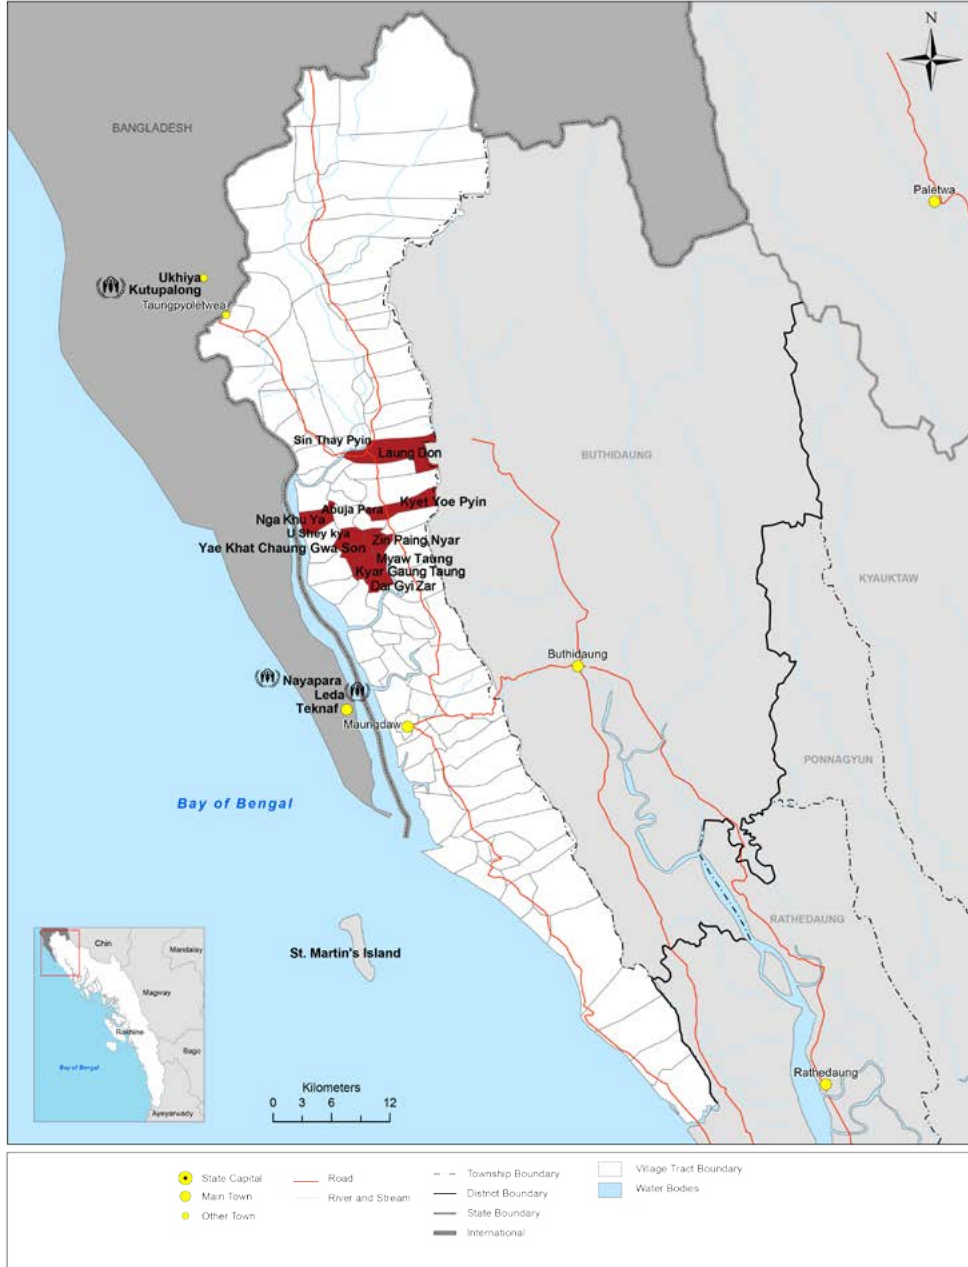 N
BANGLADESH
Paletwa
Ukhiya
Kutupalong
Taungpyoletwea
Sin Thay Pyin
Laung Don
BUTHIDAUNG
Kyet Yoe Pyin
Abuja Para
Nga Khu Ya
U Shey kya
Zin Paing Nyar
Yae Khat Chaung Gwa Son
Myaw Taung
Kyar Gaung Taung
Dar Gyi Zar
KYAUKTAW
Buthidaung
Nayapara
Leda
Teknaf
Maungdaw
PONNAGYUN
Bay of Bengal
RATHEDAUNG
St. Martin's Island
Chin
Mandalay
Magway
Rakhine
Bago
Bay of Bengal
Ayeyarwady
Rathedaung
Kilometers
0 3 6 12
State Capital
Main Town
Other Town
Road
River and Stream
Township Boundary
District Boundary
State Boundary
International
Village Tract Boundary
Water Bodies